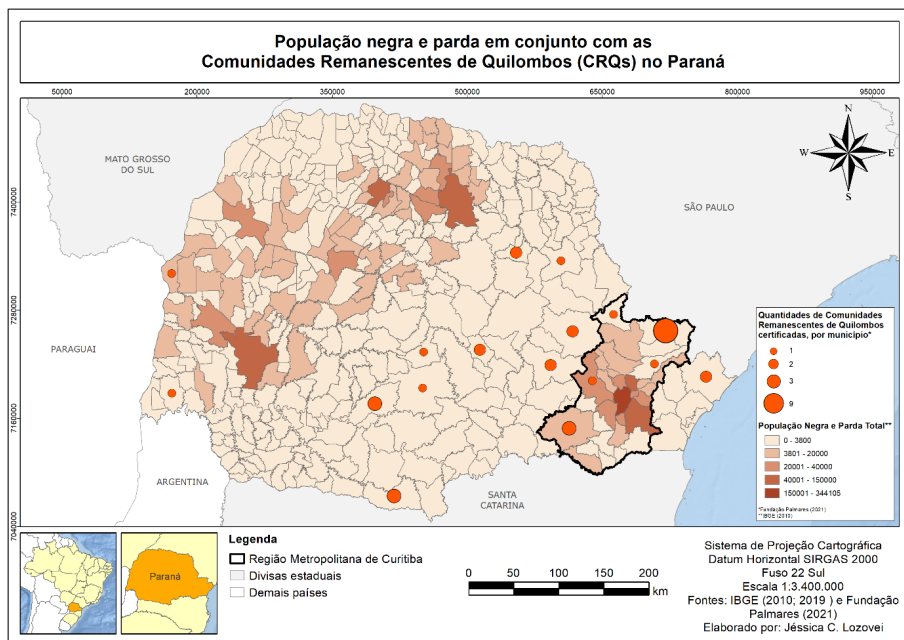 População negra e parda em conjunto com as
Comunidades Remanescentes de Quilombos (CRQs) no Paraná
50000 200000 350000 500000 650000 800000 950000
7400000
7280000
7160000
7040000
MATO GROSSO
DO SUL
SÃO PAULO
PARAGUAI
ARGENTINA
SANTA
CATARINA
N
W E
S
Quantidades de Comunidades
Remanescentes de Quilombos
certificadas, por município*
1
2
3
9
População Negra e Parda Total**
0 - 3800
3801 - 20000
20001 - 40000
40001 - 150000
150001 - 344105
*Fundação Palmares (2021)
**IBGE (2010)
Paraná
Legenda
Região Metropolitana de Curitiba
Divisas estaduais
Demais países
0 50 100 150 200
km
Sistema de Projeção Cartográfica
Datum Horizontal SIRGAS 2000
Fuso 22 Sul
Escala 1:3.400.000
Fontes: IBGE (2010; 2019 ) e Fundação
Palmares (2021)
Elaborado por: Jéssica C. Lozovei